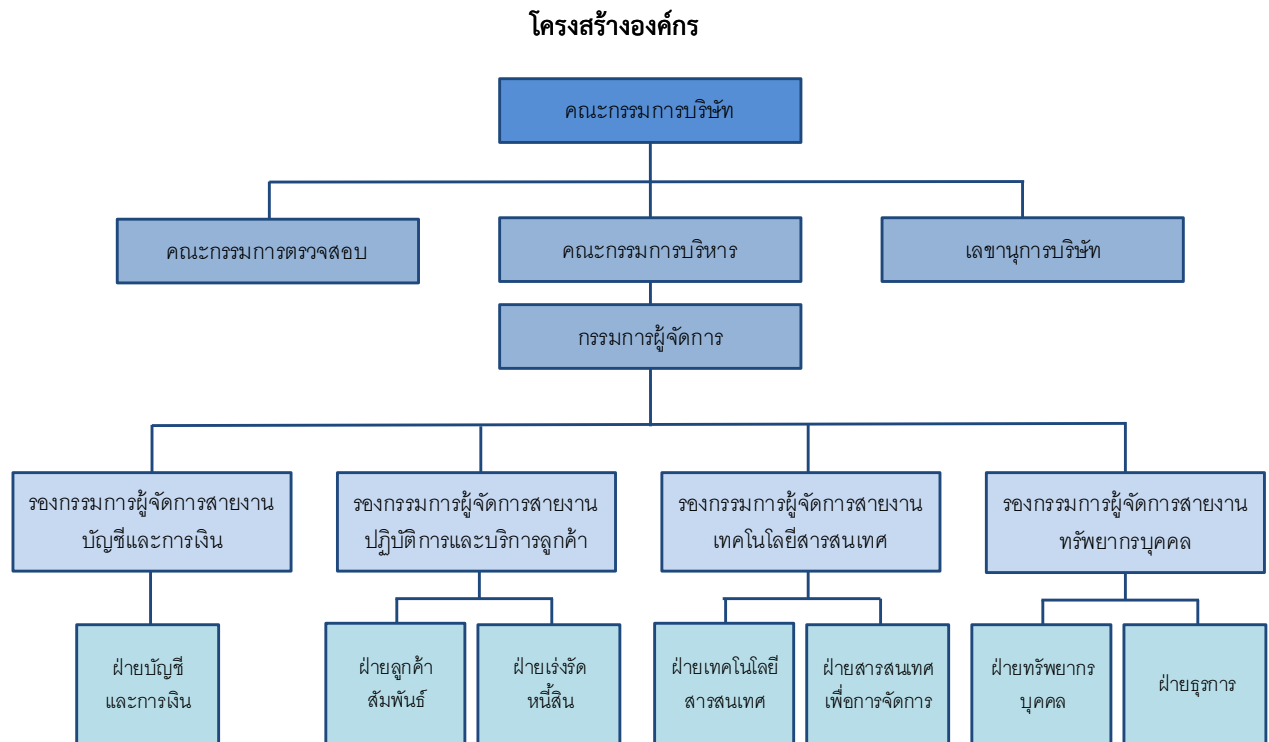 โครงสร้างองค์กร
คณะกรรมการบริษัท
คณะกรรมการตรวจสอบ
คณะกรรมการบริหาร
เลขานุการบริษัท
กรรมการผู้จัดการ
รองกรรมการผู้จัดการสายงาน
บัญชีและการเงิน
รองกรรมการผู้จัดการสายงาน
ปฏิบัติการและบริการลูกค้า
รองกรรมการผู้จัดการสายงาน
เทคโนโลยีสารสนเทศ
รองกรรมการผู้จัดการสายงาน
ทรัพยากรบุคคล
ฝ่ายบัญชี
และการเงิน
ฝ่ายลูกค้า
สัมพันธ์
ฝ่ายเร่งรัด
หนี้สิน
ฝ่ายเทคโนโลยี
สารสนเทศ
ฝ่ายสารสนเทศ
เพื่อการจัดการ
ฝ่ายทรัพยากร
บุคคล
ฝ่ายธุรการ